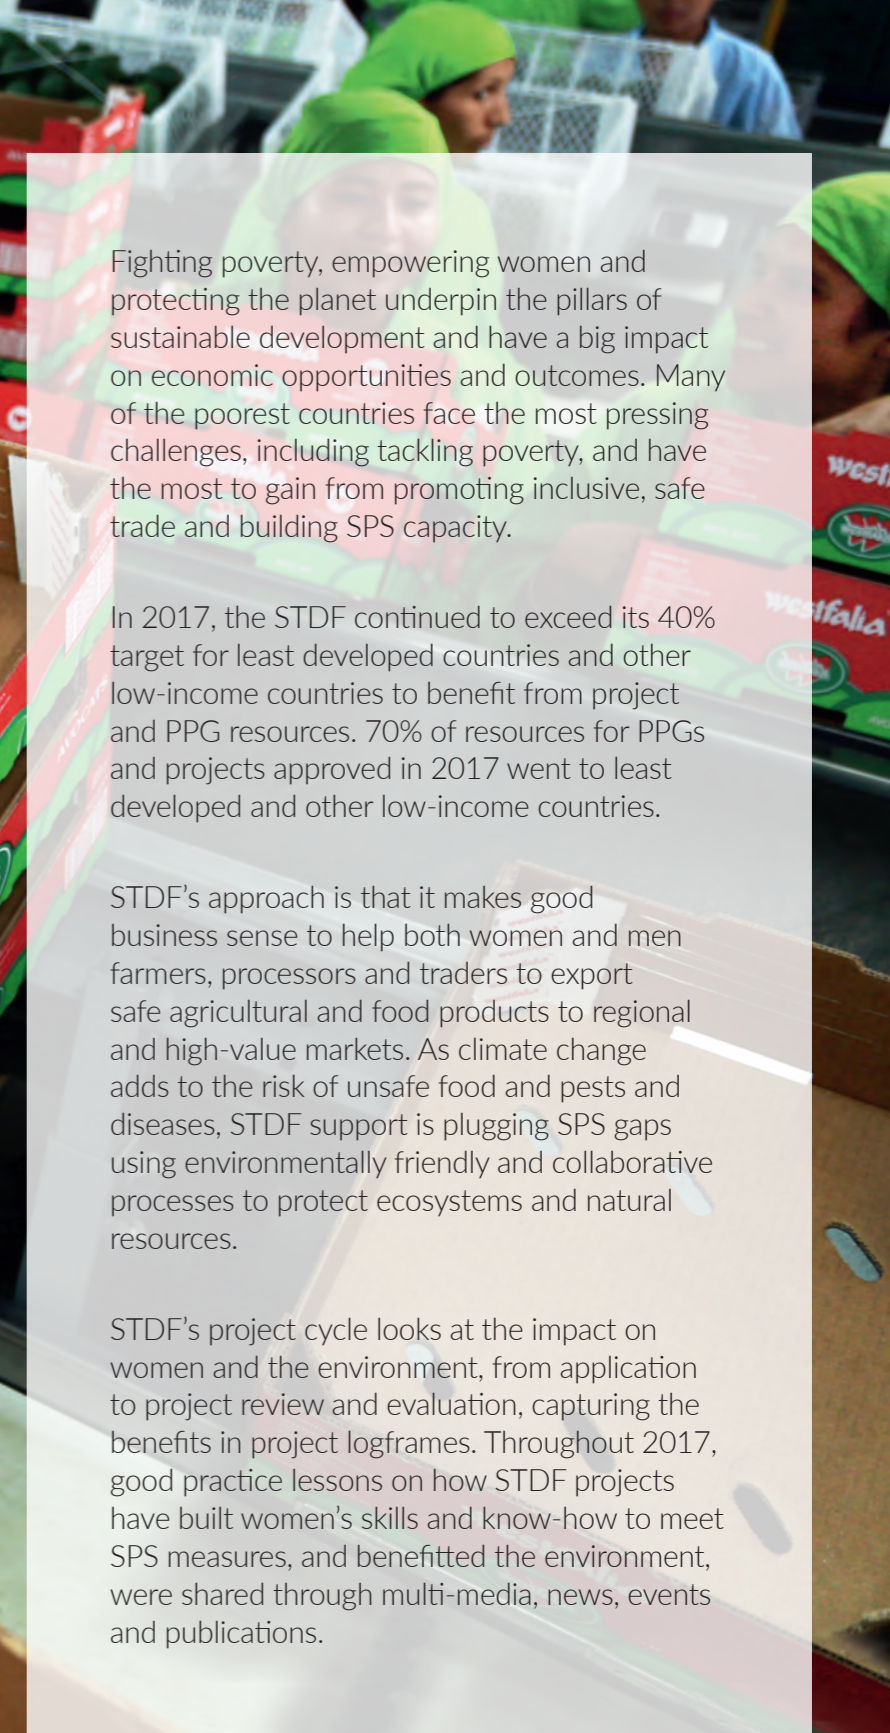 Fighting poverty, empowering women and
protecting the planet underpin the pillars of
sustainable development and have a big impact
on economic opportunities and outcomes. Many
of the poorest countries face the most pressing
challenges, including tackling poverty, and have
the most to gain from promoting inclusive, safe
trade and building SPS capacity.
In 2017, the STDF continued to exceed its 40%
target for least developed countries and other
low-income countries to benefit from project
and PPG resources. 70% of resources for PPGs
and projects approved in 2017 went to least
developed and other low-income countries.
STDF’s approach is that it makes good
business sense to help both women and men
farmers, processors and traders to export
safe agricultural and food products to regional
and high-value markets. As climate change
adds to the risk of unsafe food and pests and
diseases, STDF support is plugging SPS gaps
using environmentally friendly and collaborative
processes to protect ecosystems and natural
resources.
STDF’s project cycle looks at the impact on
women and the environment, from application
to project review and evaluation, capturing the
benefits in project logframes. Throughout 2017,
good practice lessons on how STDF projects
have built women’s skills and know-how to meet
SPS measures, and benefitted the environment,
were shared through multi-media, news, events
and publications.
westfalia